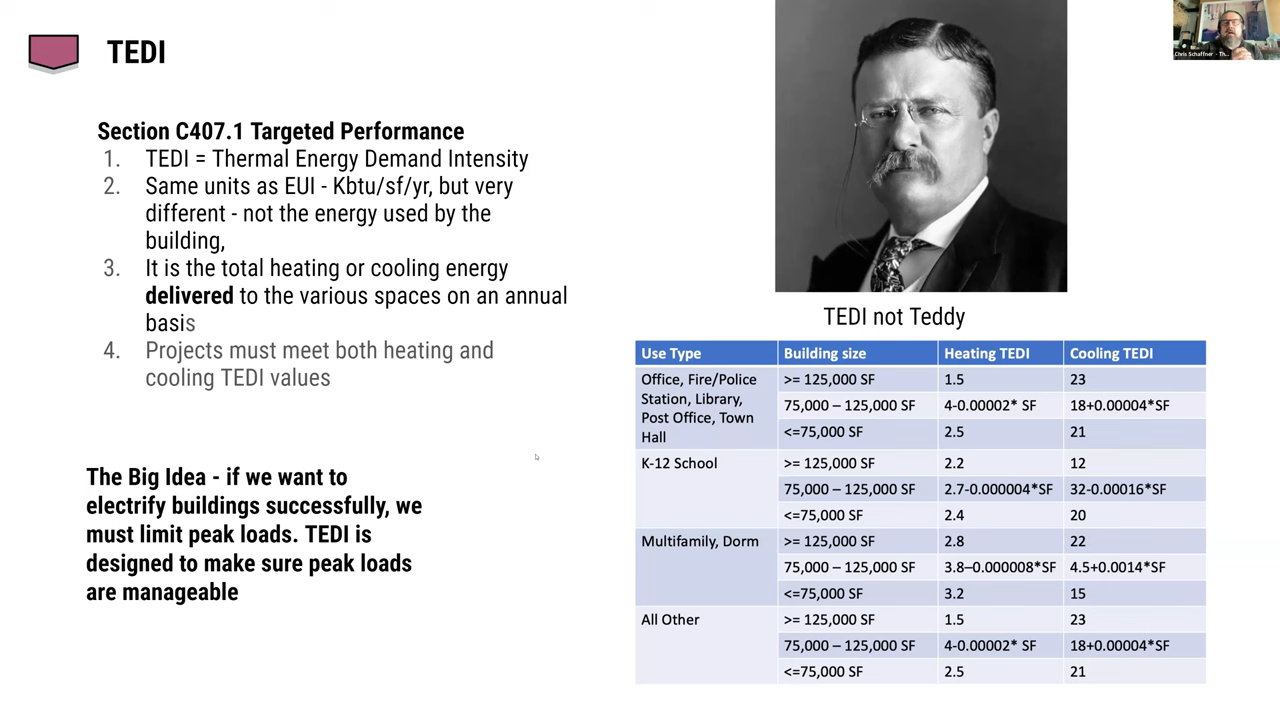 TEDI
Section C407.1 Targeted Performance
1. TEDI = Thermal Energy Demand Intensity
2. Same units as EUI - Kbtu/sf/yr, but very
different - not the energy used by the
building,
3. It is the total heating or cooling energy
delivered to the various spaces on an annual
basis
4. Projects must meet both heating and
cooling TEDI values
The Big Idea - if we want to
electrify buildings successfully, we
must limit peak loads. TEDI is
designed to make sure peak loads
are manageable
Chris Schaffner - Th...
TEDI not Teddy
Use Type Building size Heating TEDI Cooling TEDI
Office, Fire/Police
Station, Library,
Post Office, Town
Hall
>= 125,000 SF 1.5 23
75,000 – 125,000 SF 4-0.00002* SF 18+0.00004*SF
<=75,000 SF 2.5 21
K-12 School >= 125,000 SF 2.2 12
75,000 – 125,000 SF 2.7-0.000004*SF 32-0.00016*SF
<=75,000 SF 2.4 20
Multifamily, Dorm >= 125,000 SF 2.8 22
75,000 – 125,000 SF 3.8–0.000008*SF 4.5+0.0014*SF
<=75,000 SF 3.2 15
All Other >= 125,000 SF 1.5 23
75,000 – 125,000 SF 4-0.00002* SF 18+0.00004*SF
<=75,000 SF 2.5 21